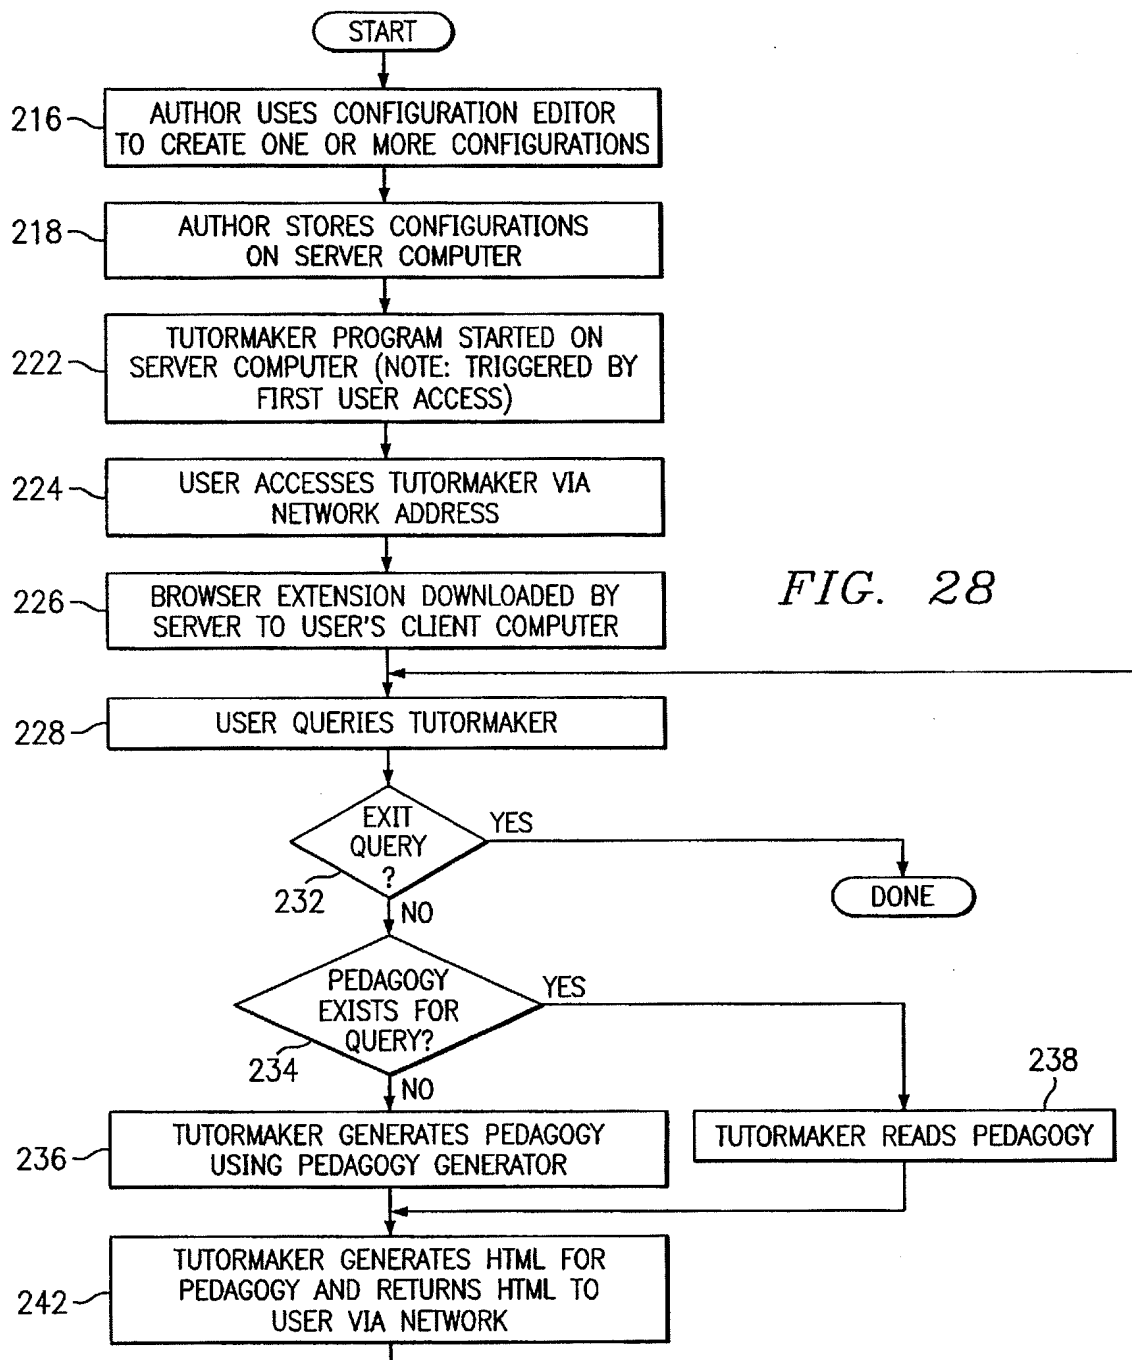 START
216
AUTHOR USES CONFIGURATION EDITOR
TO CREATE ONE OR MORE CONFIGURATIONS
218
AUTHOR STORES CONFIGURATIONS
ON SERVER COMPUTER
222
TUTORMAKER PROGRAM STARTED ON
SERVER COMPUTER (NOTE: TRIGGERED BY
FIRST USER ACCESS)
224
USER ACCESSES TUTORMAKER VIA
NETWORK ADDRESS
226
BROWSER EXTENSION DOWNLOADED BY
SERVER TO USER'S CLIENT COMPUTER
FIG. 28
228
USER QUERIES TUTORMAKER
EXIT
QUERY
?
232
YES
DONE
NO
PEDAGOGY
EXISTS FOR
QUERY?
234
YES
NO
238
TUTORMAKER READS PEDAGOGY
236
TUTORMAKER GENERATES PEDAGOGY
USING PEDAGOGY GENERATOR
242
TUTORMAKER GENERATES HTML FOR
PEDAGOGY AND RETURNS HTML TO
USER VIA NETWORK